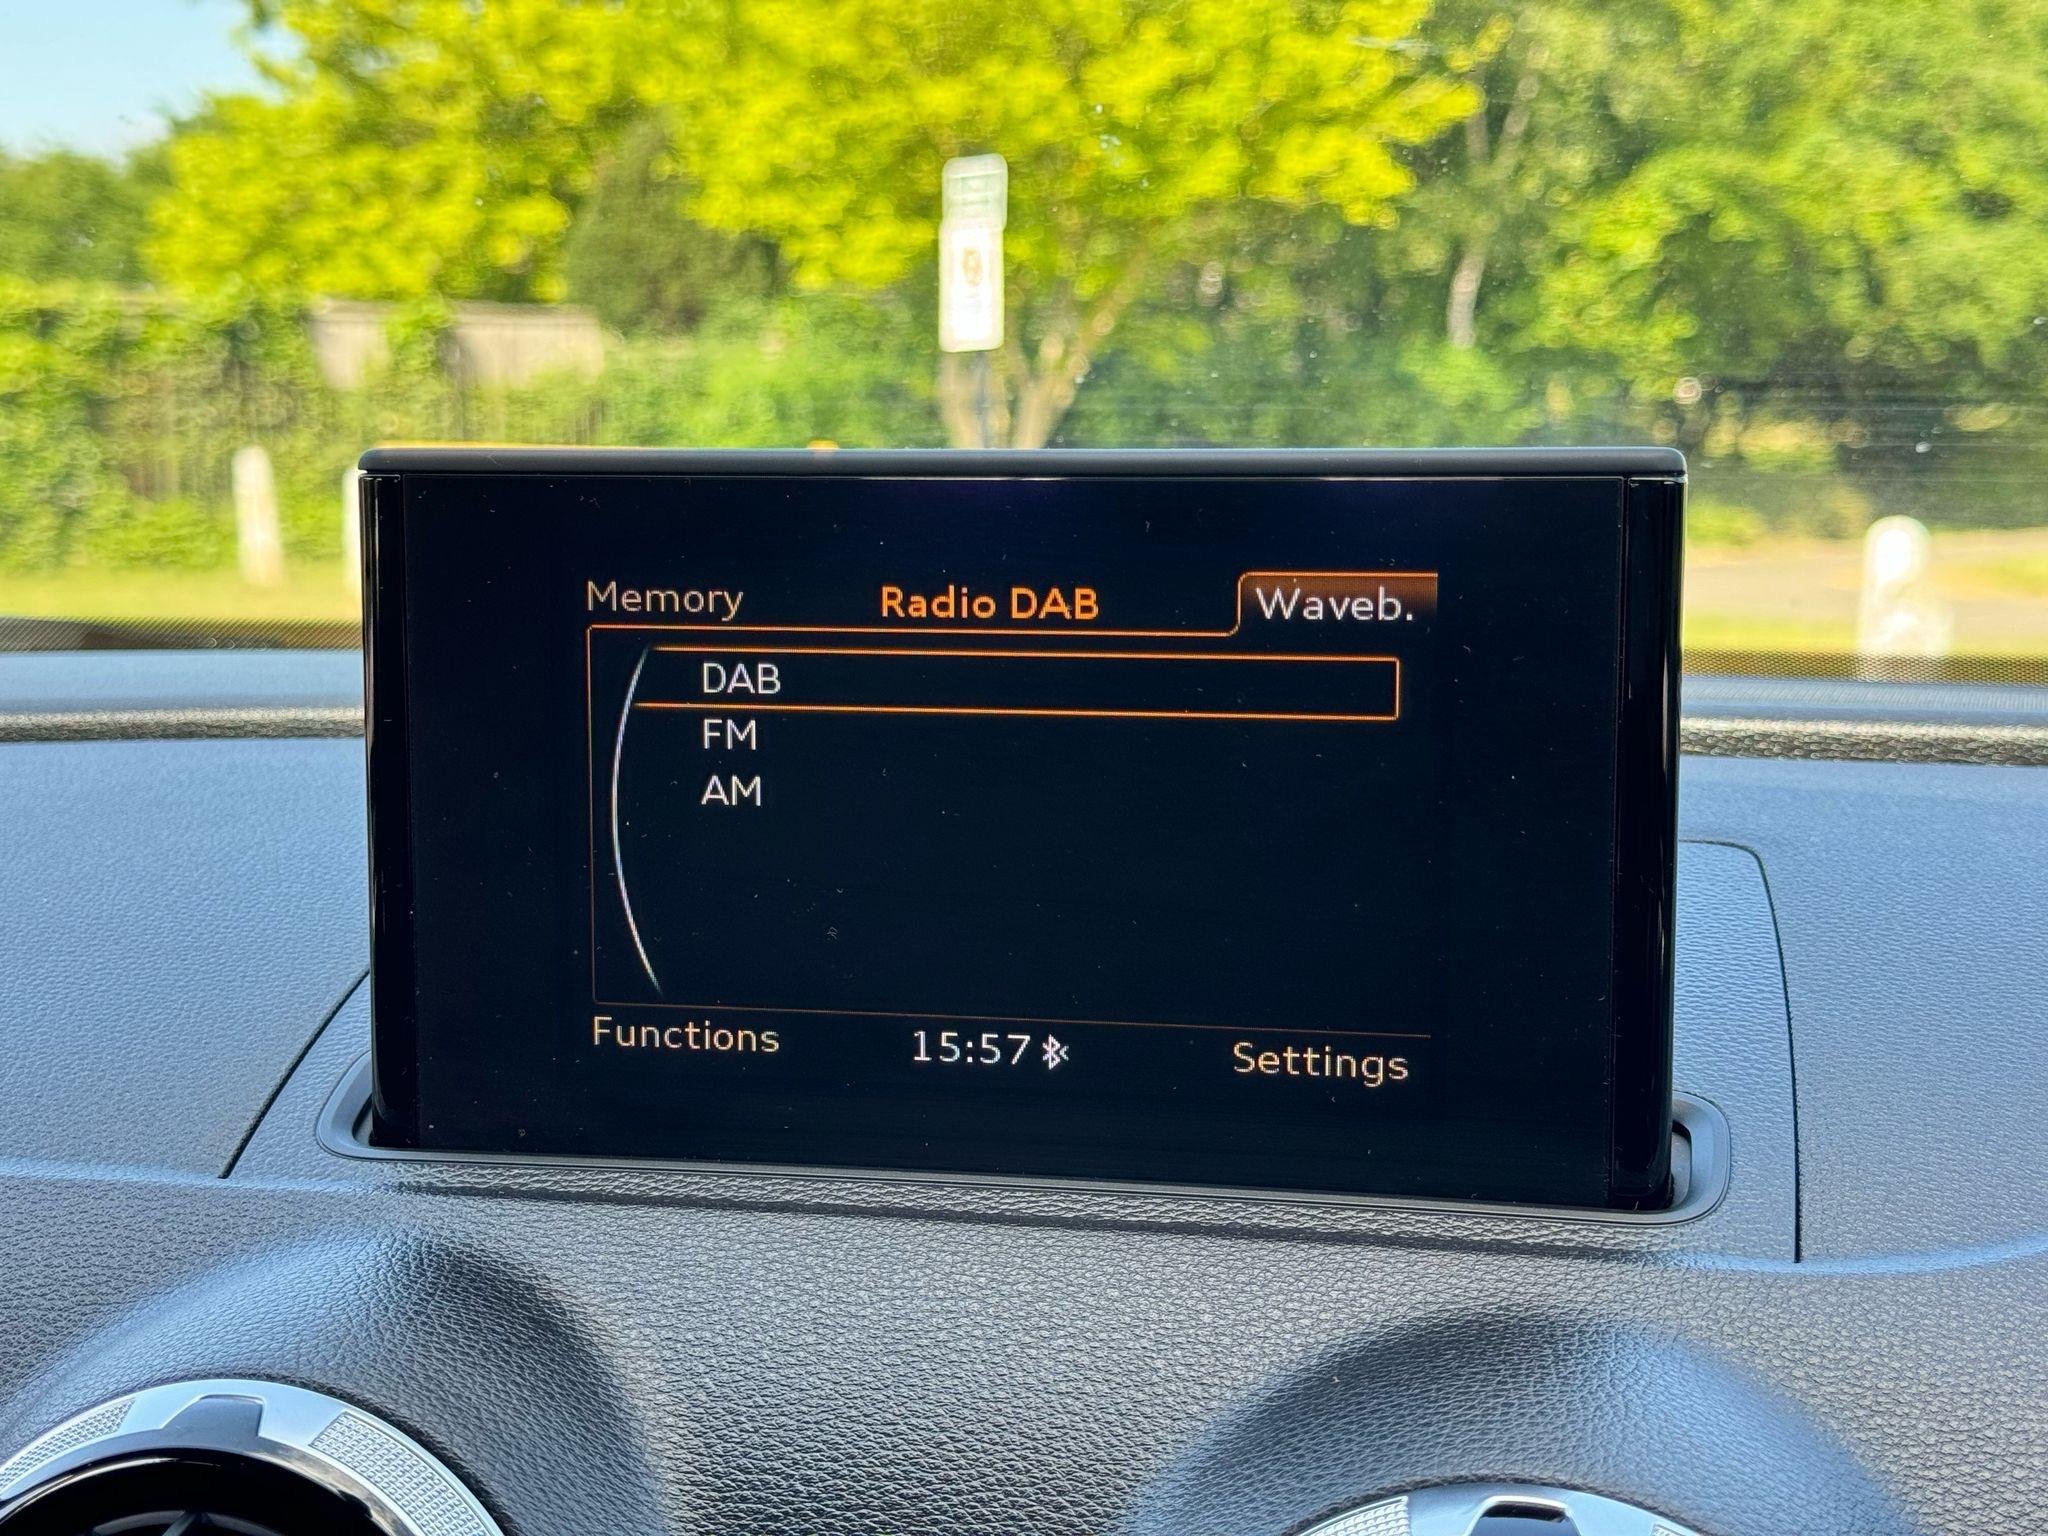 Memory Radio DAB Waveb.
DAB
FM
AM
Functions 15:57 Settings